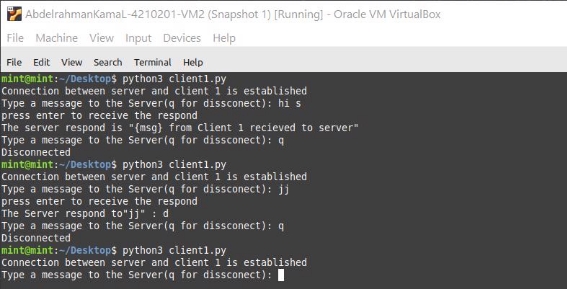 AbdelrahmanKamaL-4210201-VM2 (Snapshot 1) [Running] - Oracle VM VirtualBox
File Machine View Input Devices Help
File Edit View Search Terminal Help
mint@mint:~/Desktop$ python3 client1.py
Connection between server and client 1 is established
Type a message to the Server(q for dissconect): hi s
press enter to receive the respond
The server respond is "{msg} from Client 1 recieved to server"
Type a message to the Server(q for dissconect): q
Disconnected
mint@mint:~/Desktop$ python3 client1.py
Connection between server and client 1 is established
Type a message to the Server(q for dissconect): jj
press enter to receive the respond
The Server respond to"jj" : d
Type a message to the Server(q for dissconect): q
Disconnected
mint@mint:~/Desktop$ python3 client1.py
Connection between server and client 1 is established
Type a message to the Server(q for dissconect):